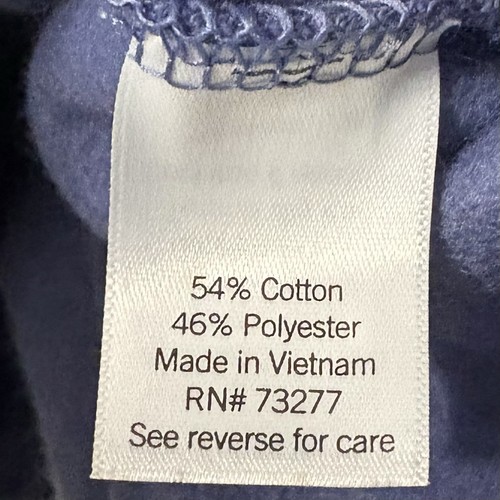 54% Cotton
46% Polyester
Made in Vietnam
RN# 73277
See reverse for care